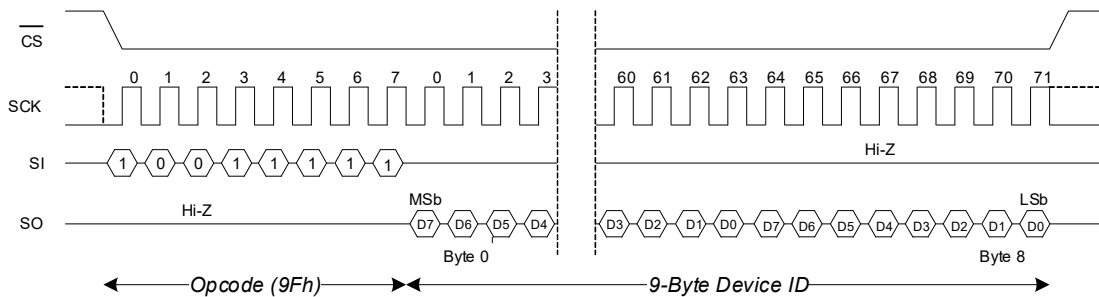 CS
0 1 2 3 4 5 6 7 0 1 2 3 60 61 62 63 64 65 66 67 68 69 70 71
SCK
Hi-Z
SI 1 0 0 1 1 1 1 1
Hi-Z MSb LSb
SO D7 D6 D5 D4 D3 D2 D1 D0 D7 D6 D5 D4 D3 D2 D1 D0
Byte 0 Byte 8
Opcode (9Fh) 9-Byte Device ID